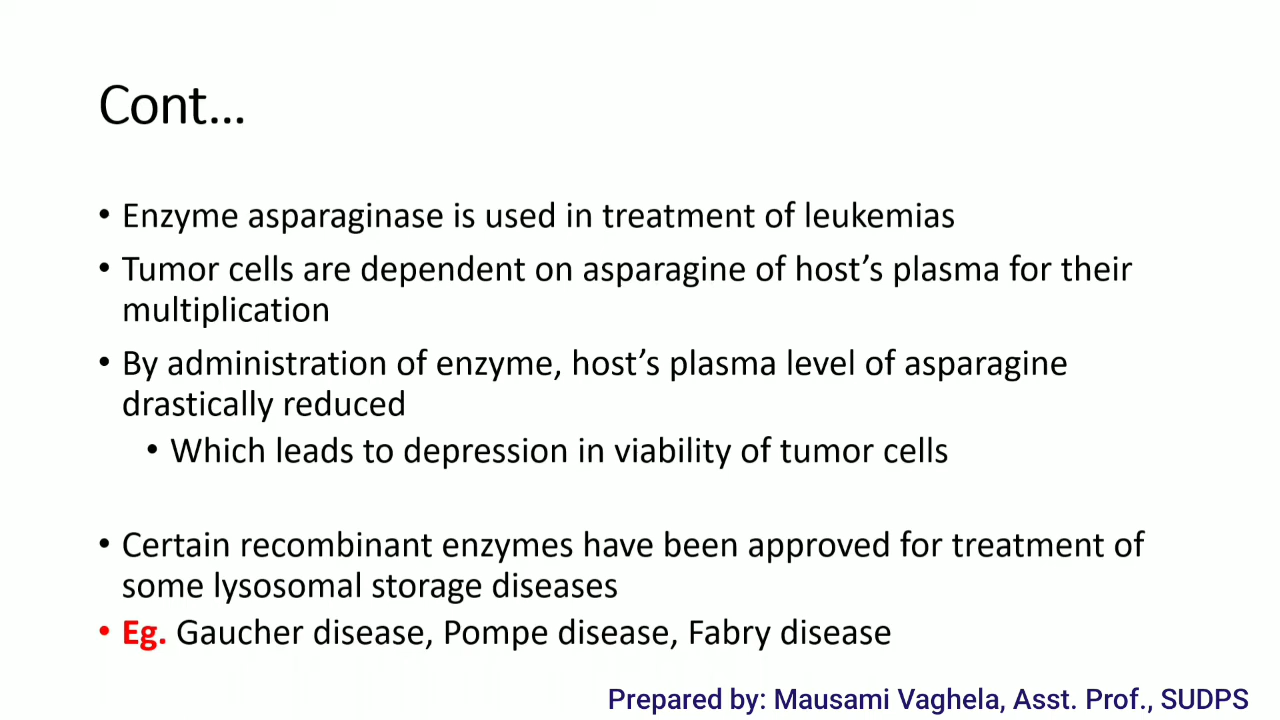 Cont...
• Enzyme asparaginase is used in treatment of leukemias
• Tumor cells are dependent on asparagine of host’s plasma for their
multiplication
• By administration of enzyme, host’s plasma level of asparagine
drastically reduced
• Which leads to depression in viability of tumor cells
• Certain recombinant enzymes have been approved for treatment of
some lysosomal storage diseases
• Eg. Gaucher disease, Pompe disease, Fabry disease
Prepared by: Mausami Vaghela, Asst. Prof., SUDPS